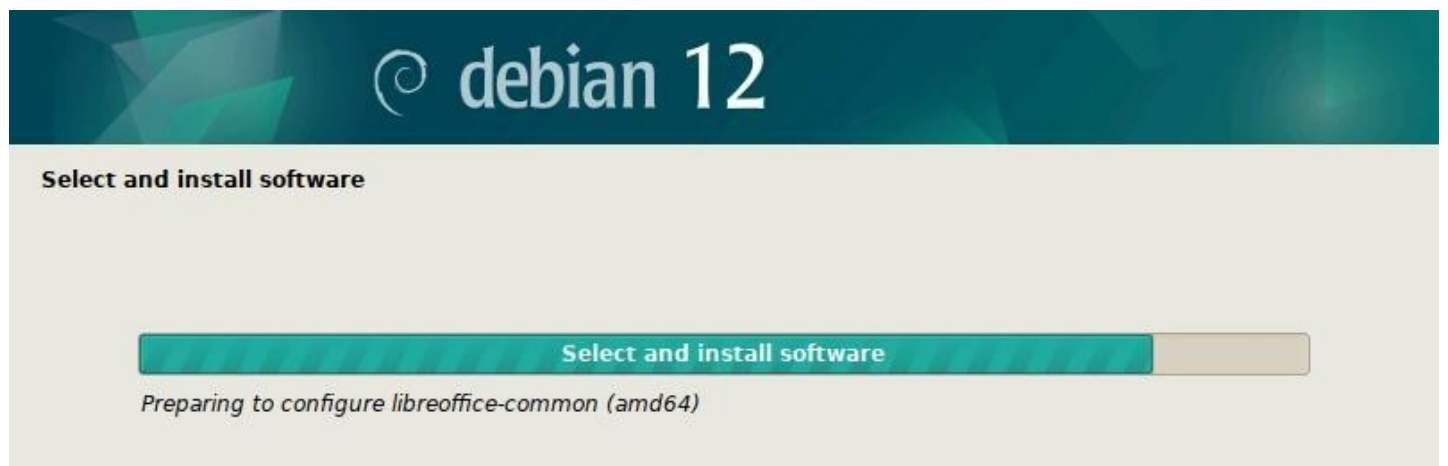 debian 12
Select and install software
Select and install software
Preparing to configure libreoffice-common (amd64)